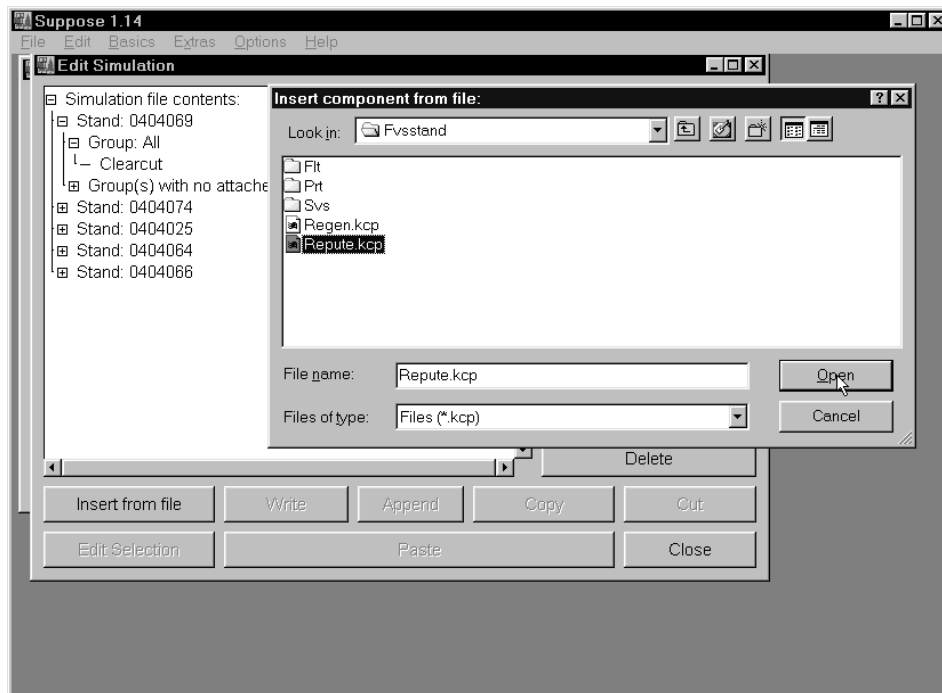 Suppose 1.14
File Edit Basics Extras Options Help
Edit Simulation
Simulation file contents:
Stand: 0404069
Group: All
Clearcut
Group(s) with no attache
Stand: 0404074
Stand: 0404025
Stand: 0404064
Stand: 0404066
Insert component from file:
Look in: Fvsstand
Flt
Prt
Svs
Regen.kcp
Repute.kcp
File name: Repute.kcp Open
Files of type: Files (*.kcp) Cancel
Delete
Insert from file Write Append Copy Cut
Edit Selection Paste Close